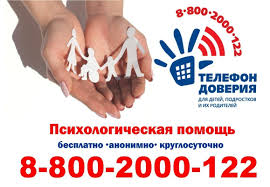 8-800-2000-122
ТЕЛЕФОН
ДОВЕРИЯ
ДЛЯ ДЕТЕЙ, ПОДРОСТКОВ
И ИХ РОДИТЕЛЕЙ
Психологическая помощь
бесплатно •анонимно• круглосуточно
8-800-2000-122